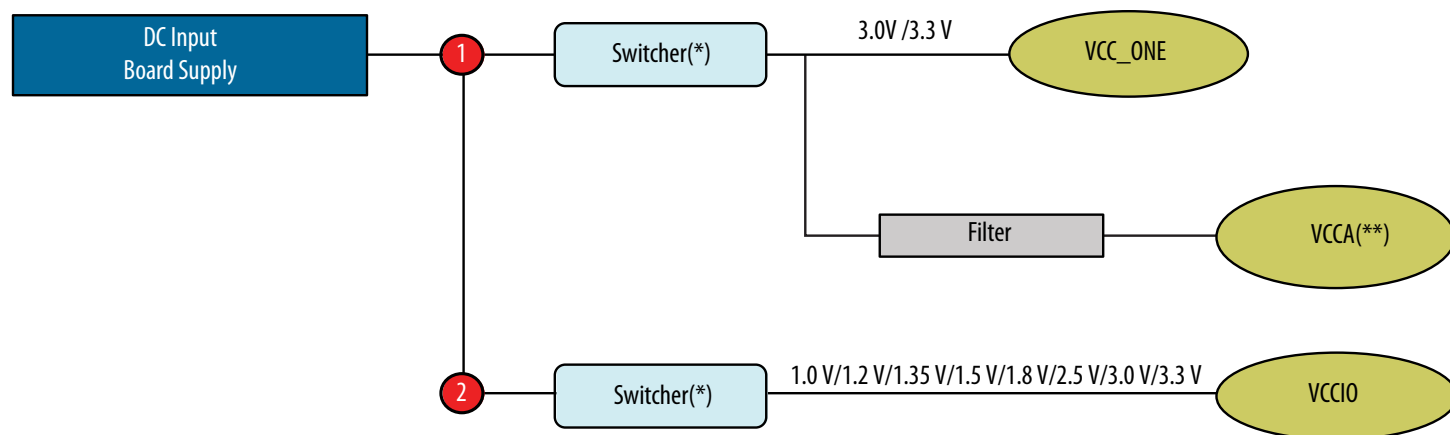 DC Input
Board Supply
1
Switcher(*)
3.0V /3.3 V
VCC_ONE
Filter
VCCA(**)
2
Switcher(*)
1.0 V/1.2 V/1.35 V/1.5 V/1.8 V/2.5 V/3.0 V/3.3 V
VCCIO